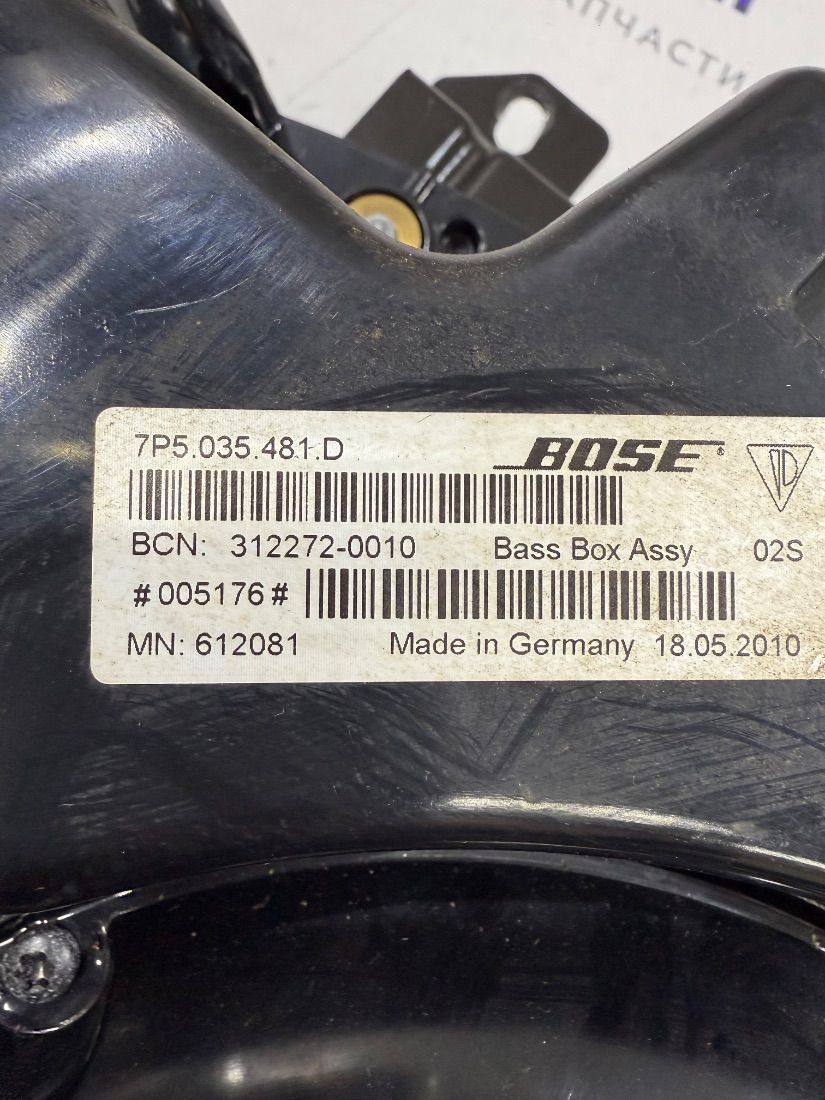 АПЧАСТИ
7P5.035.481.D
BOSE®
BCN: 312272-0010 Bass Box Assy 02S
#005176#
MN: 612081 Made in Germany 18.05.2010